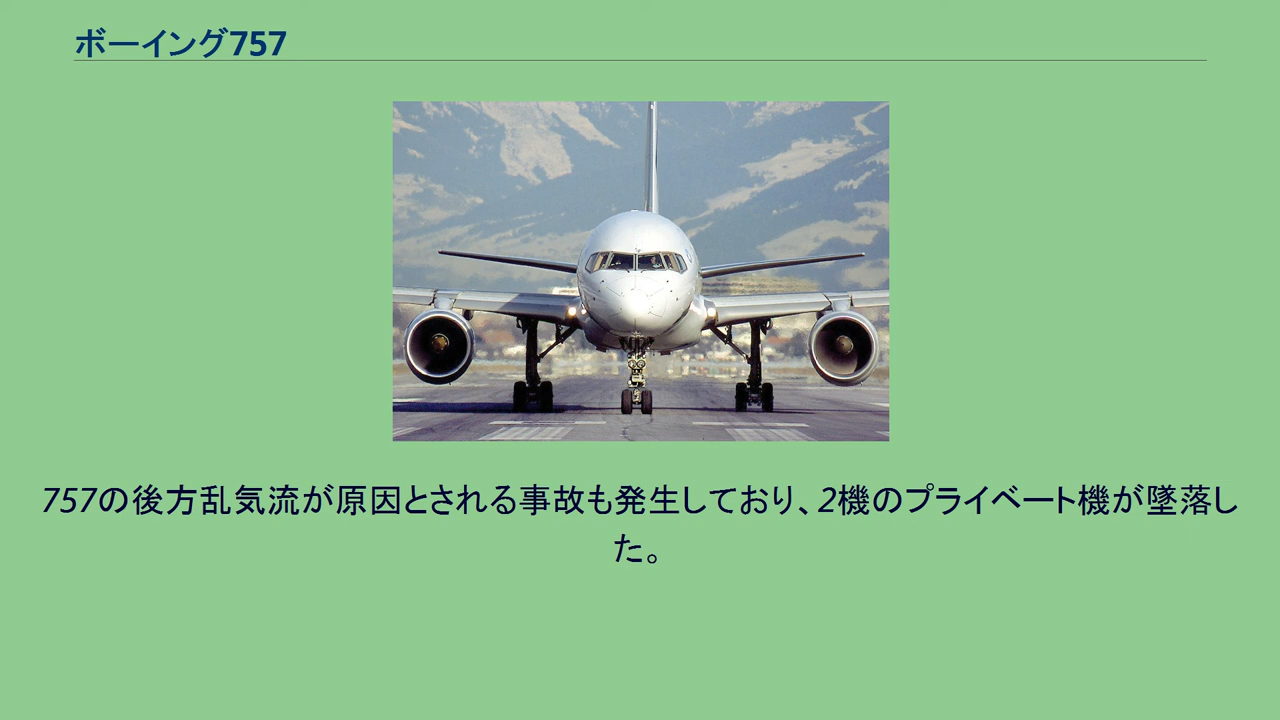 ボーイング757
757の後方乱気流が原因とされる事故も発生しており、2機のプライベート機が墜落し
た。